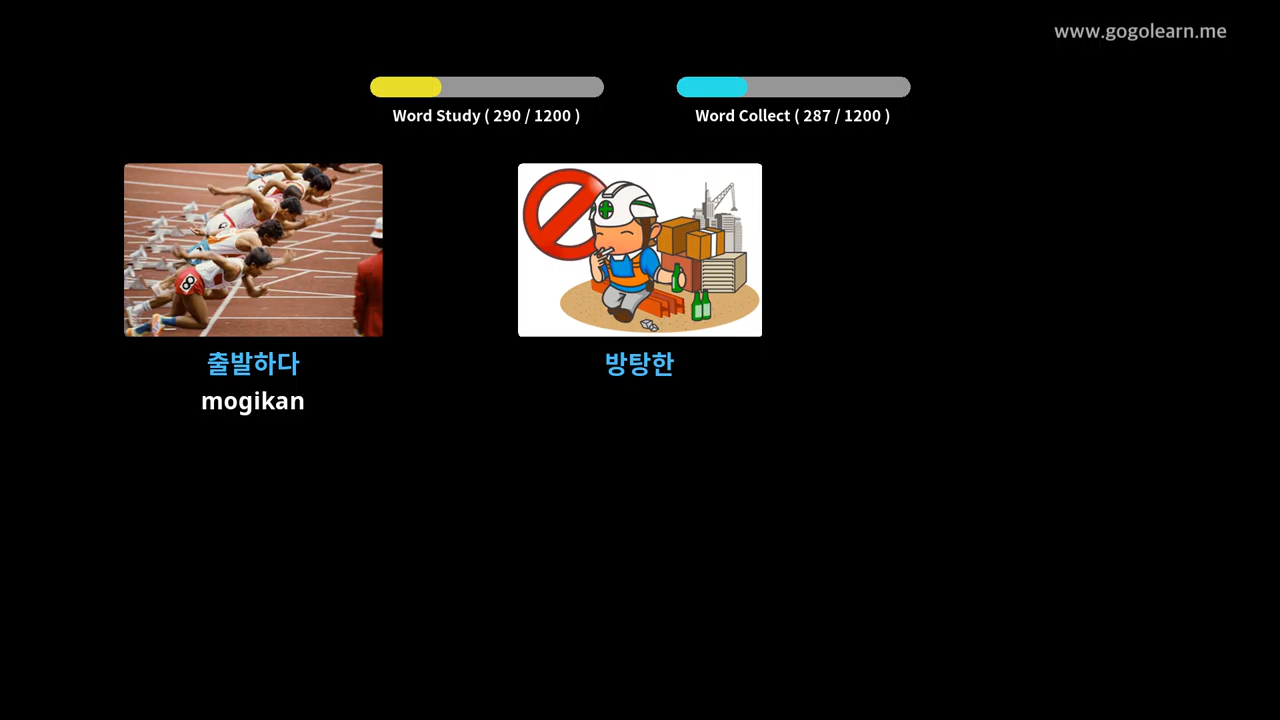 www.gogolearn.me
Word Study ( 290 / 1200 )
Word Collect ( 287 / 1200 )
8
출발하다
방탕한
mogikan